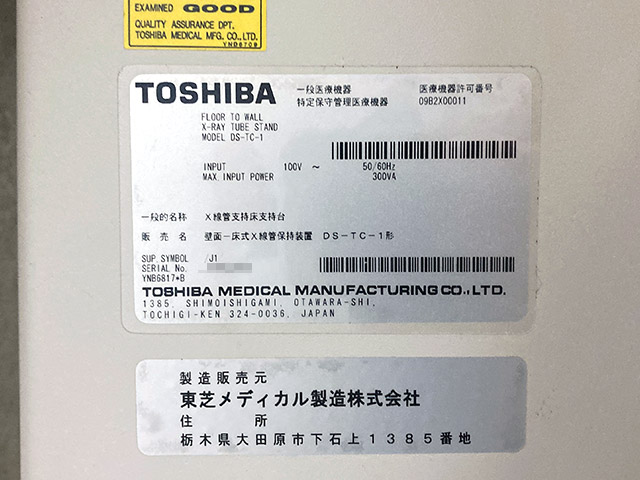 EXAMINED GOOD
QUALITY ASSURANCE DPT.
TOSHIBA MEDICAL MFG. CO., LTD.
YND8709
TOSHIBA
一般医療機器
特定保守管理医療機器
医療機器許可番号
09B2X00011
FLOOR TO WALL
X-RAY TUBE STAND
MODEL DS-TC-1
INPUT 100V ～ 50/60Hz
MAX. INPUT POWER 300VA
一般的名称 X線管支持床支持台
販売名 壁面−床式X線管保持装置 DS−TC−1形
SUP. SYMBOL /J1
SERIAL No.
YNB6817*B
TOSHIBA MEDICAL MANUFACTURING CO., LTD.
1385, SHIMOISHIGAMI, OTAWARA-SHI,
TOCHIGI-KEN 324-0036, JAPAN
製造販売元
東芝メディカル製造株式会社
住所
栃木県大田原市下石上1385番地